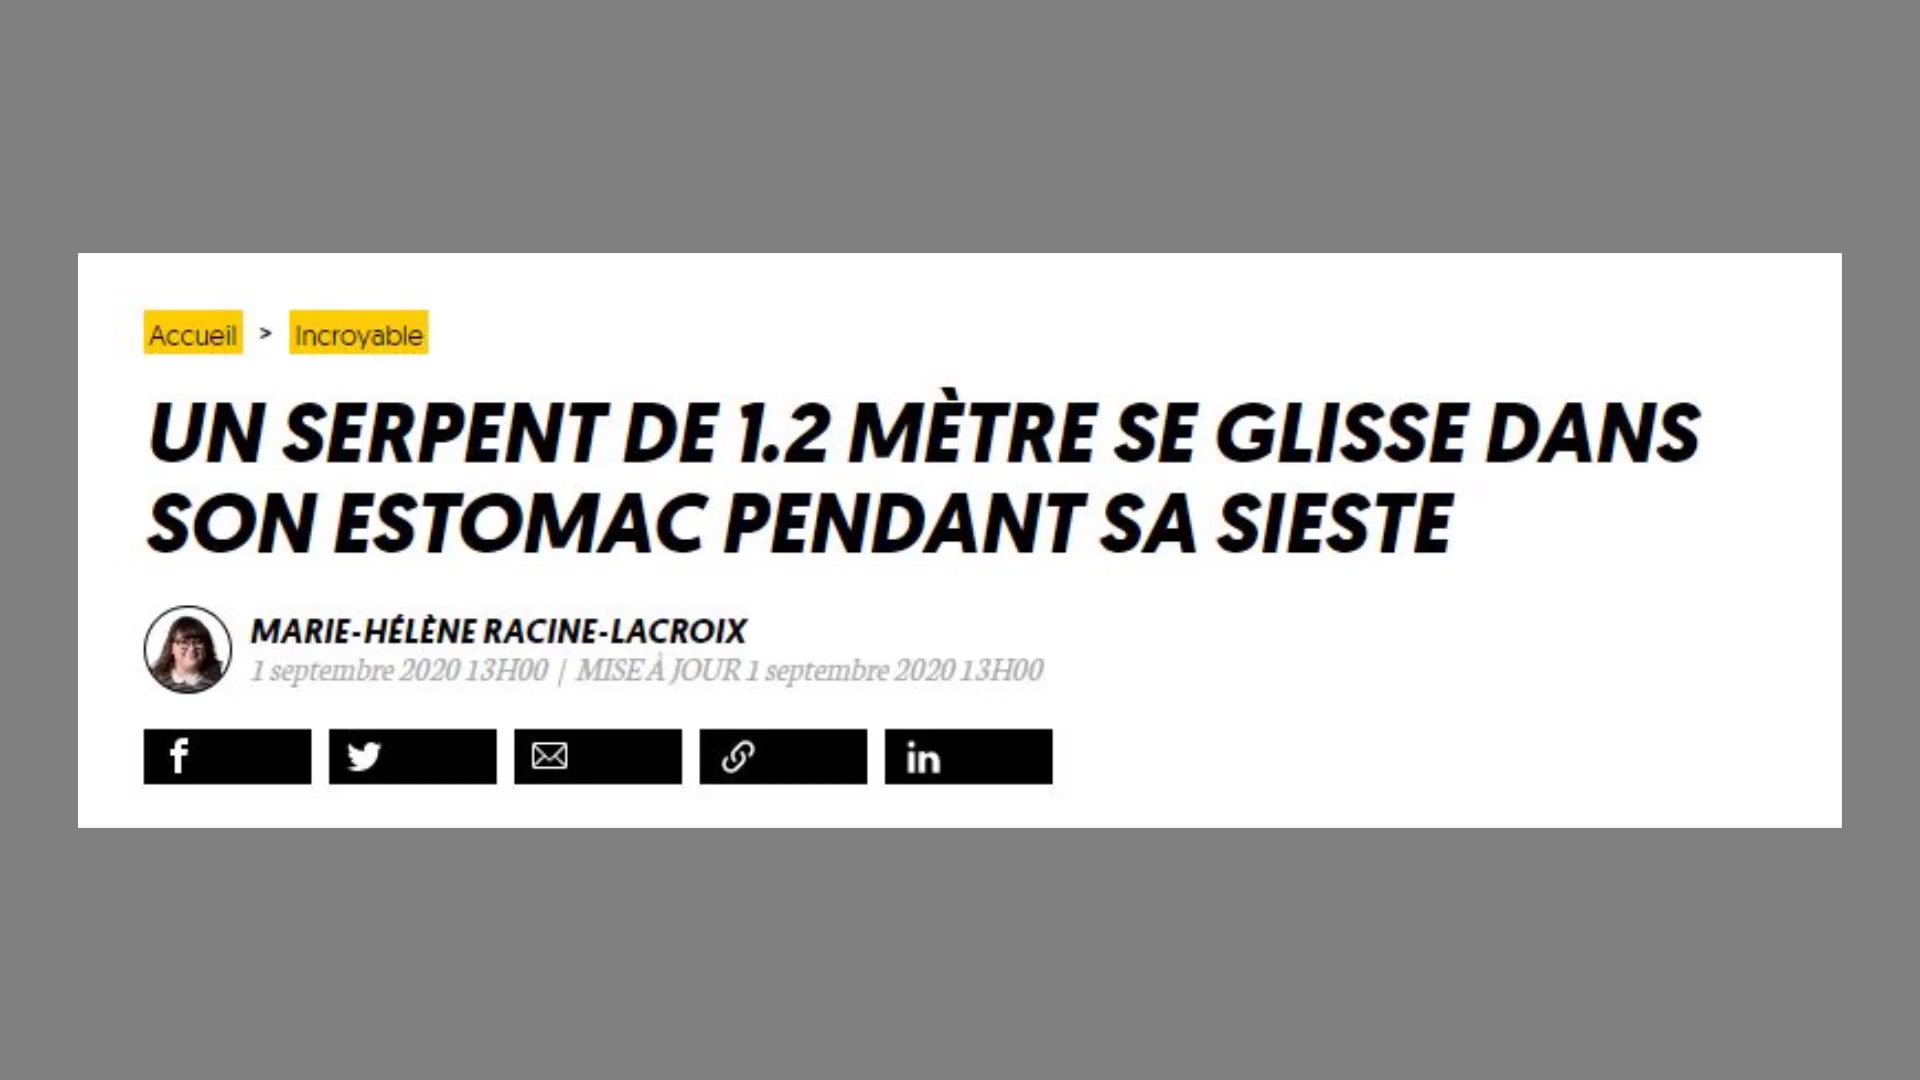 Accueil > Incroyable
UN SERPENT DE 1.2 MÈTRE SE GLISSE DANS
SON ESTOMAC PENDANT SA SIESTE
MARIE-HÉLÈNE RACINE-LACROIX
1 septembre 2020 13H00 | MISE À JOUR 1 septembre 2020 13H00